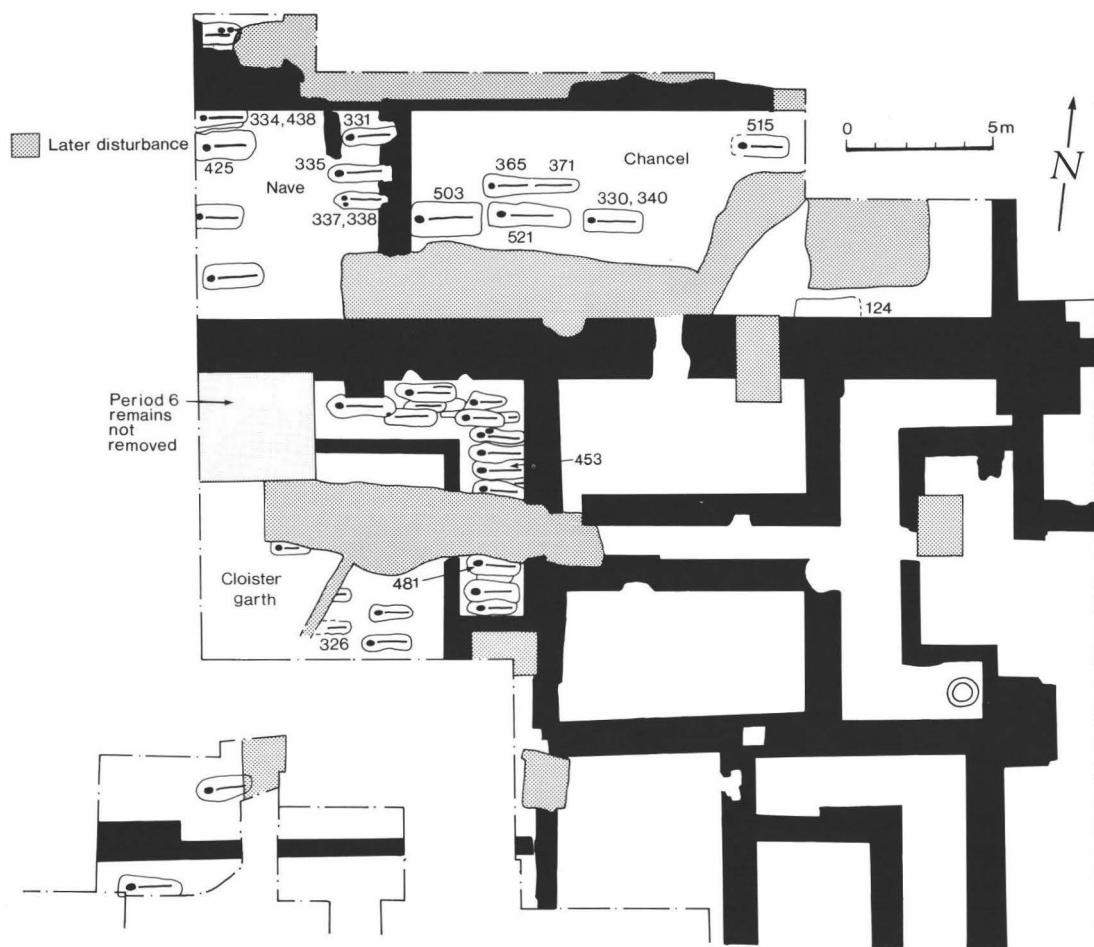 Later disturbance
334, 438
331
425
335
Nave
337, 338
503
365
371
Chancel
330, 340
521
515
0
5m
N
124
Period 6
remains
not
removed
453
481
Cloister
garth
326